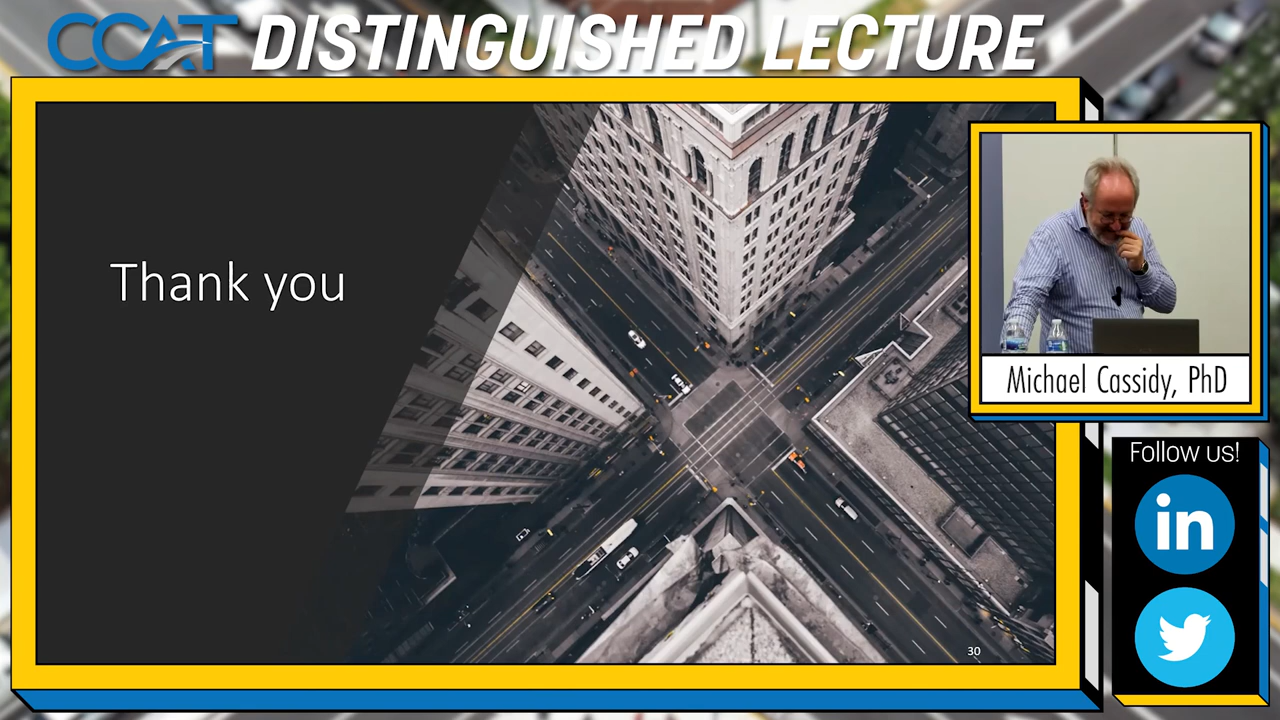 CCAT DISTINGUISHED LECTURE
Thank you
30
Michael Cassidy, PhD
Follow us!
in